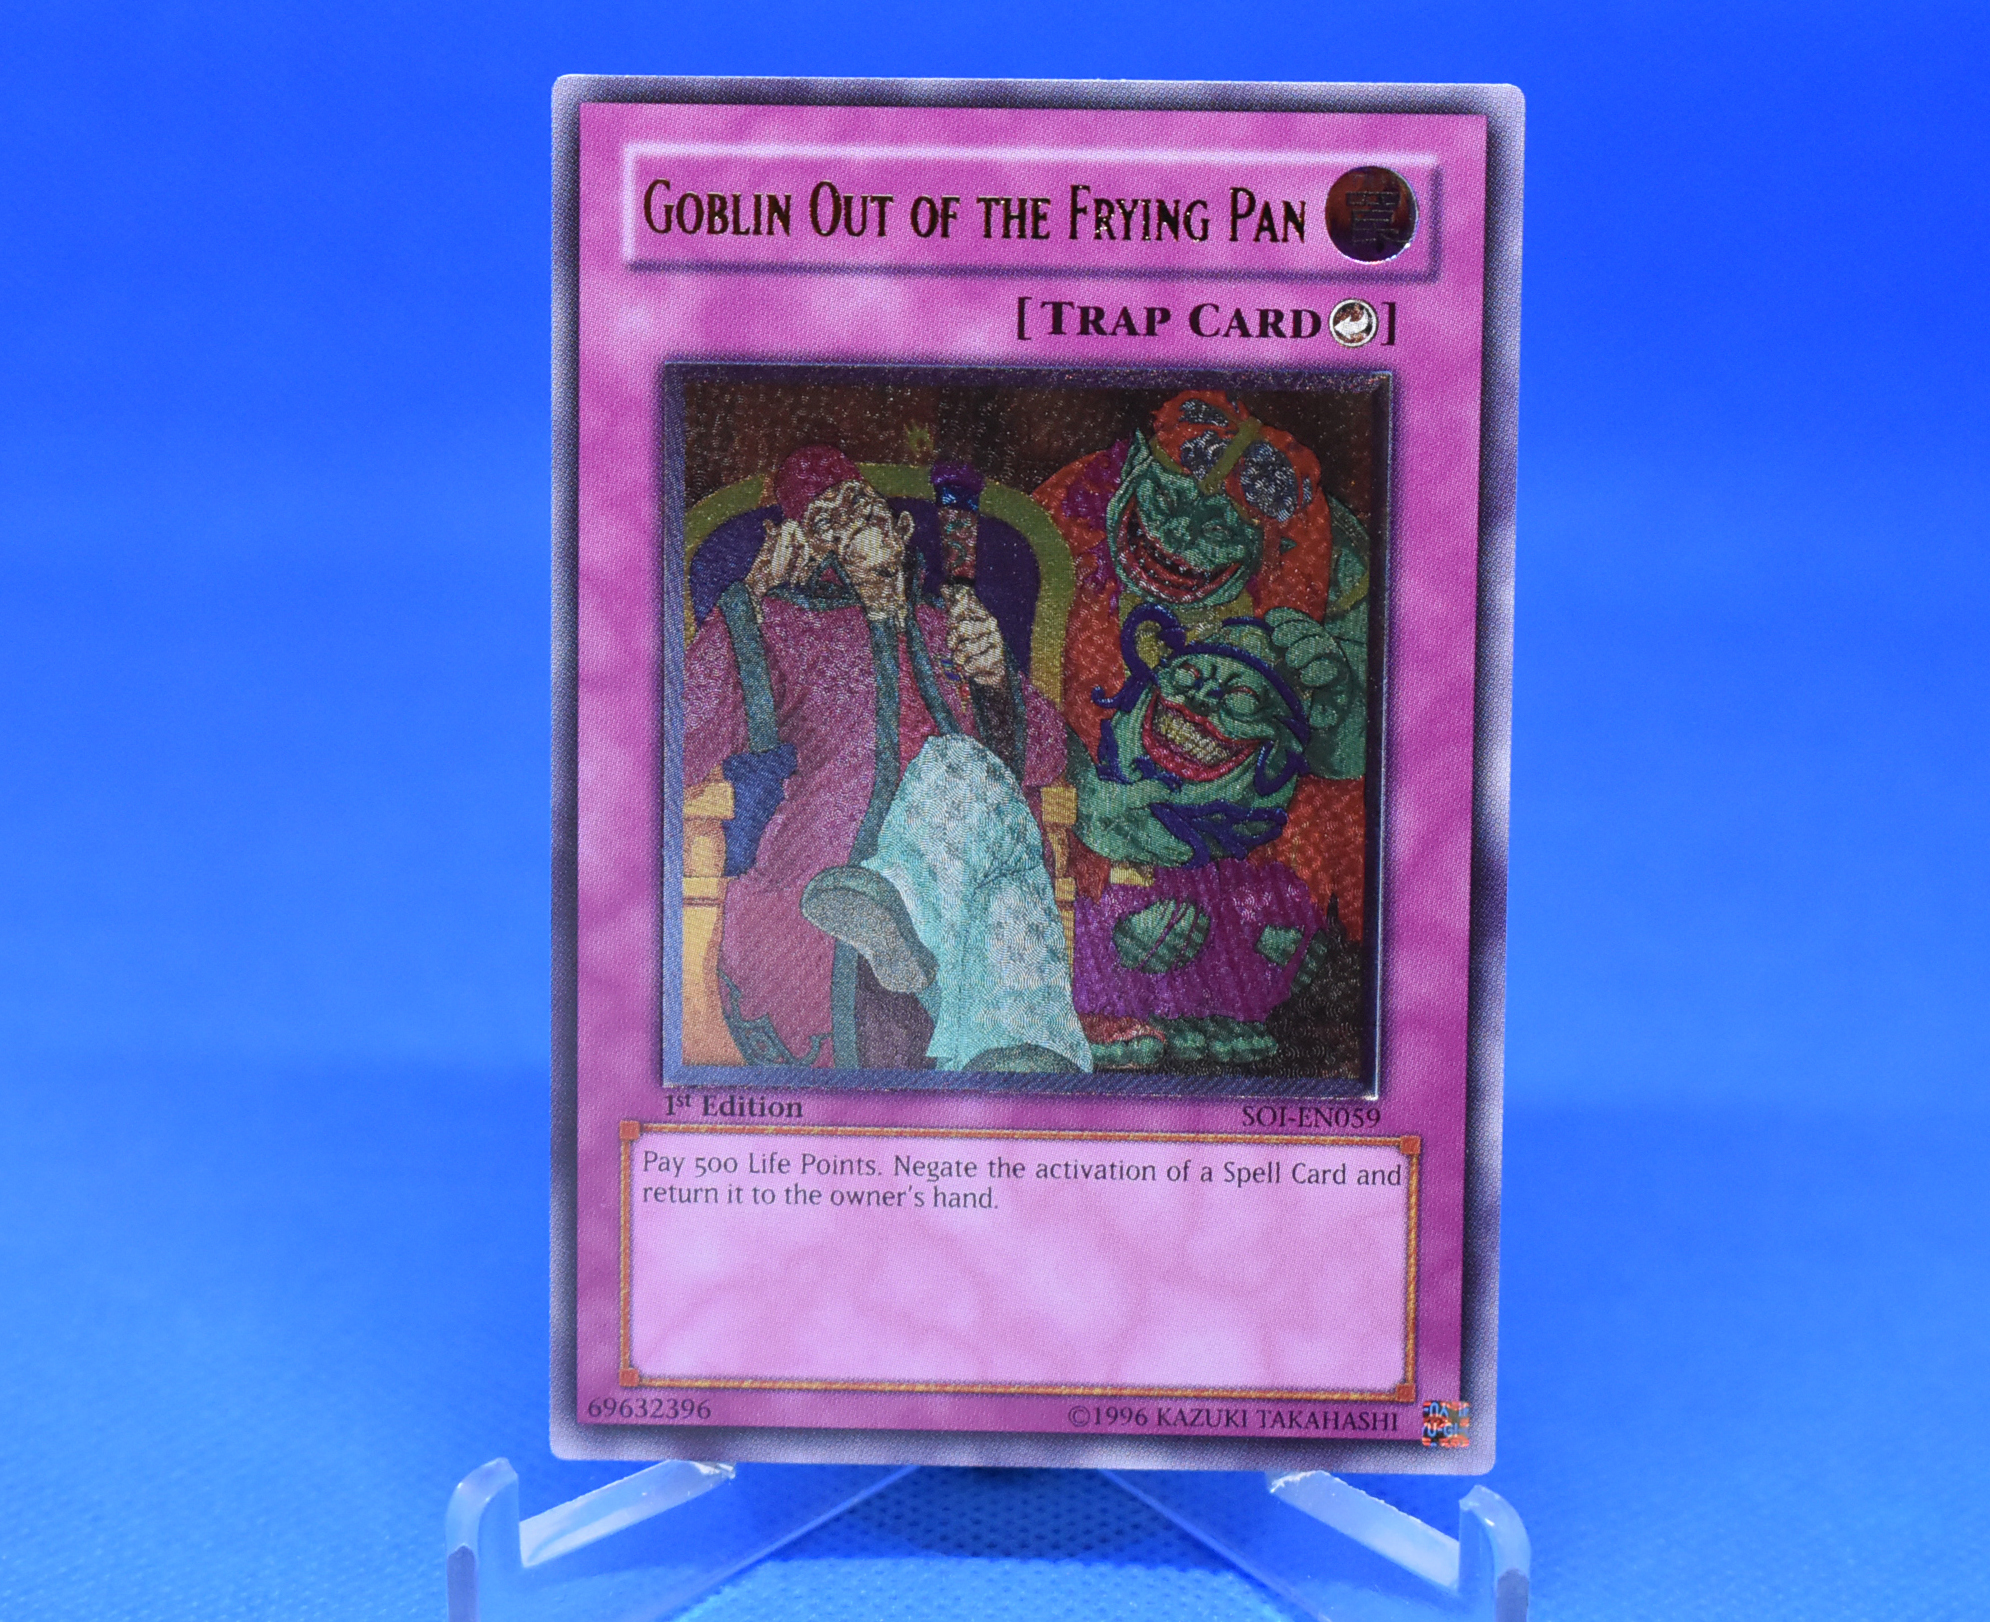 Goblin Out of the Frying Pan 罠
[Trap Card]
1st Edition
SOI-EN059
Pay 500 Life Points. Negate the activation of a Spell Card and
return it to the owner's hand.
69632396
©1996 KAZUKI TAKAHASHI